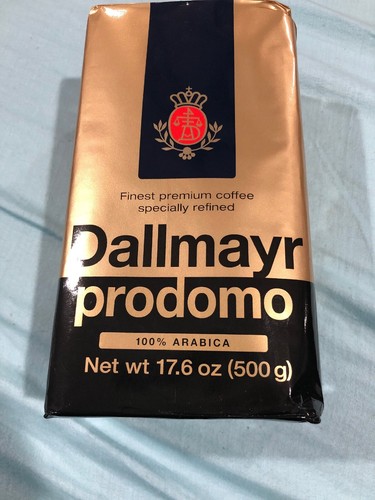 Finest premium coffee
specially refined
Dallmayr
prodomo
100% ARABICA
Net wt 17.6 oz (500 g)